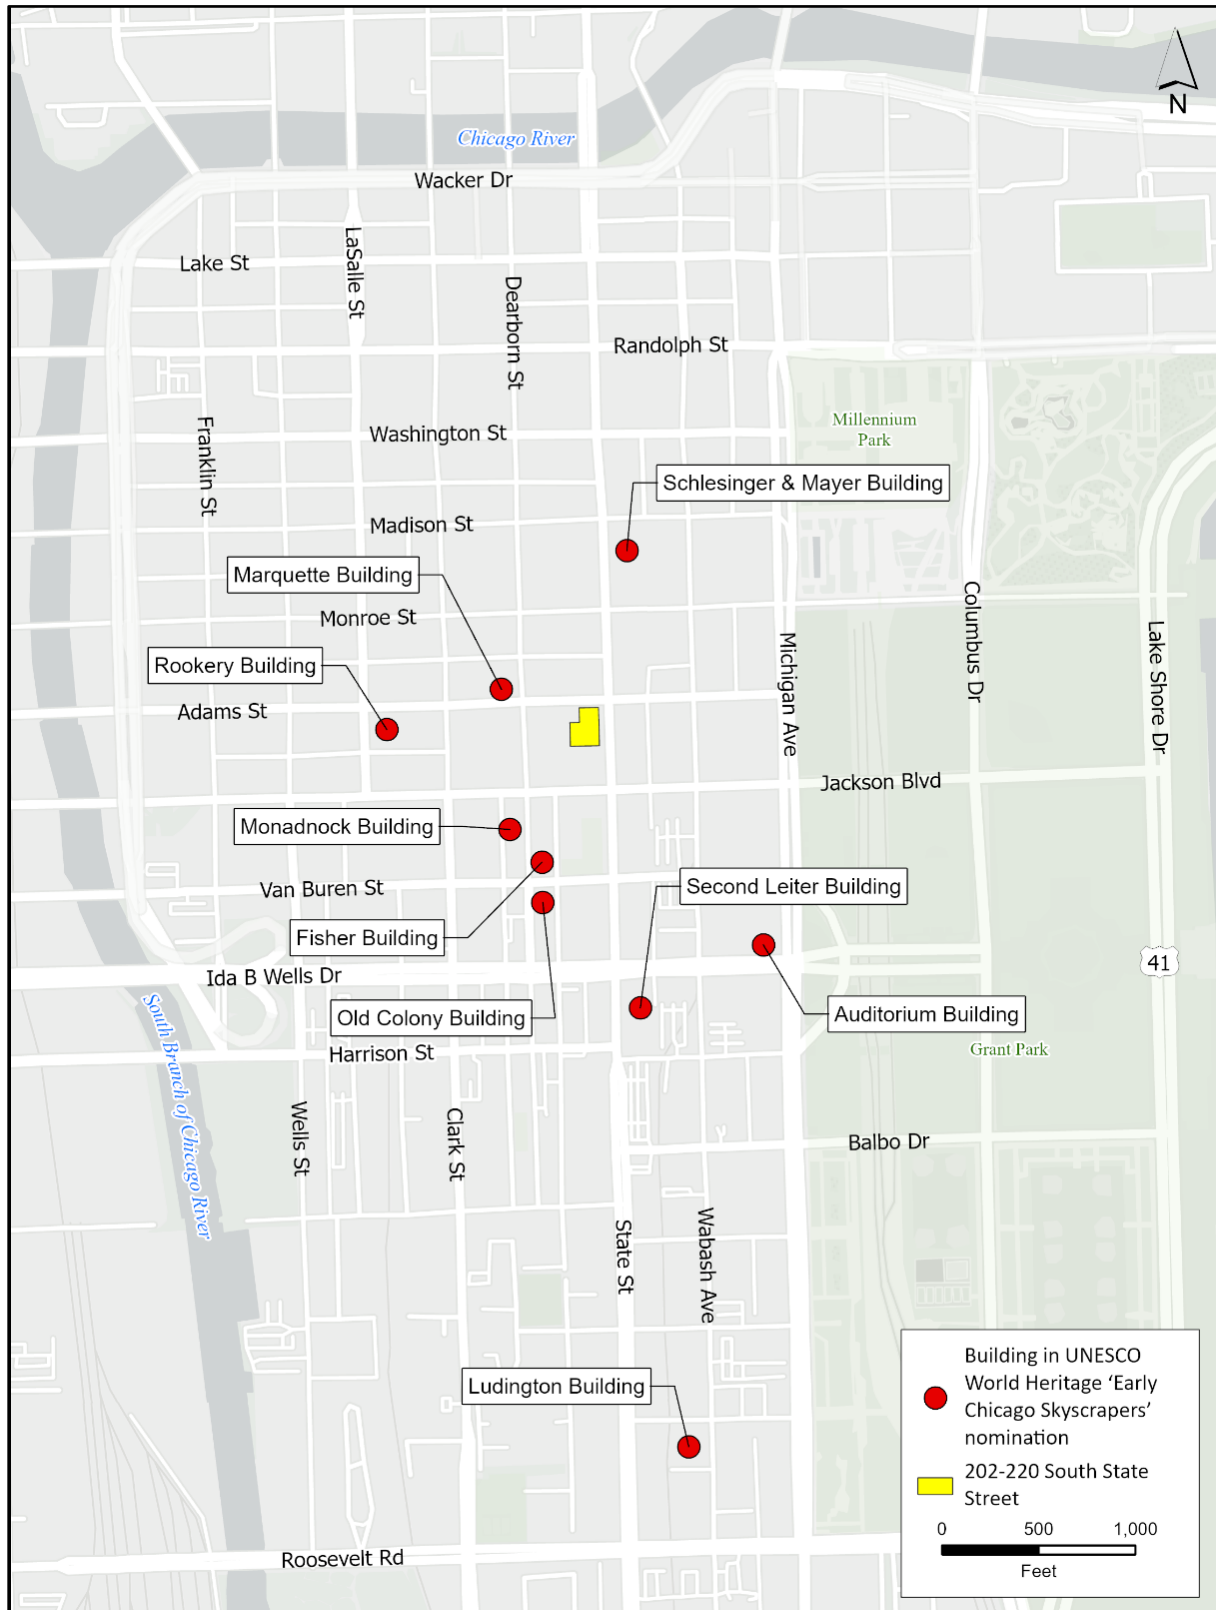 N
Chicago River
Wacker Dr
Lake St
LaSalle St
Dearborn St
Randolph St
Franklin St
Washington St
Millennium
Park
Schlesinger & Mayer Building
Madison St
Marquette Building
Monroe St
Columbus Dr
Lake Shore Dr
Michigan Ave
Rookery Building
Adams St
Jackson Blvd
Monadnock Building
Van Buren St
Second Leiter Building
Fisher Building
Ida B Wells Dr
41
Old Colony Building
Auditorium Building
Harrison St
Grant Park
South Branch of Chicago River
Wells St
Clark St
Balbo Dr
State St
Wabash Ave
Ludington Building
Roosevelt Rd
Building in UNESCO
World Heritage ‘Early
Chicago Skyscrapers’
nomination
202-220 South State
Street
0 500 1,000
Feet